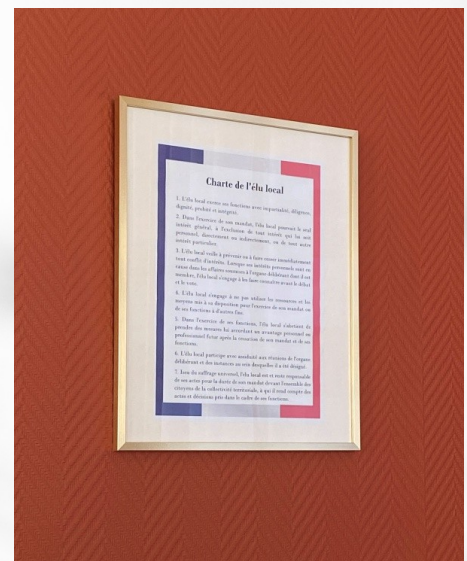 Charte de l'élu local
1. L'élu local exerce ses fonctions avec impartialité, diligence,
dignité, probité et intégrité.
2. Dans l'exercice de son mandat, l'élu local poursuit le seul
intérêt général, à l'exclusion de tout intérêt qui lui soit
personnel, directement ou indirectement, ou de tout autre
intérêt particulier.
3. L'élu local veille à prévenir ou à faire cesser immédiatement
tout conflit d'intérêts. Lorsque ses intérêts personnels sont en
cause dans les affaires soumises à l'organe délibérant dont il est
membre, l'élu local s'engage à les faire connaître avant le débat
et le vote.
4. L'élu local s'engage à ne pas utiliser les ressources et les
moyens mis à sa disposition pour l'exercice de son mandat ou
de ses fonctions à d'autres fins.
5. Dans l'exercice de ses fonctions, l'élu local s'abstient de
prendre des mesures lui accordant un avantage personnel ou
professionnel futur après la cessation de son mandat et de ses
fonctions.
6. L'élu local participe avec assiduité aux réunions de l'organe
délibérant et des instances au sein desquelles il a été désigné.
7. Issu du suffrage universel, l'élu local est et reste responsable
de ses actes pour la durée de son mandat devant l'ensemble des
citoyens de la collectivité territoriale, à qui il rend compte des
actes et décisions pris dans le cadre de ses fonctions.